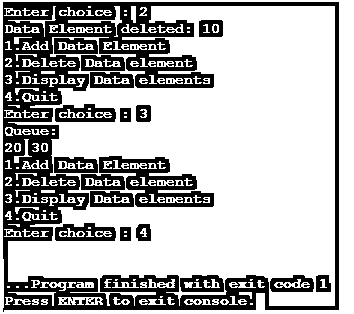 Enter choice : 2
Data Element deleted: 10
1.Add Data Element
2.Delete Data element
3.Display Data elements
4.Quit
Enter choice : 3
Queue:
20 30
1.Add Data Element
2.Delete Data element
3.Display Data elements
4.Quit
Enter choice : 4
...Program finished with exit code 1
Press ENTER to exit console.